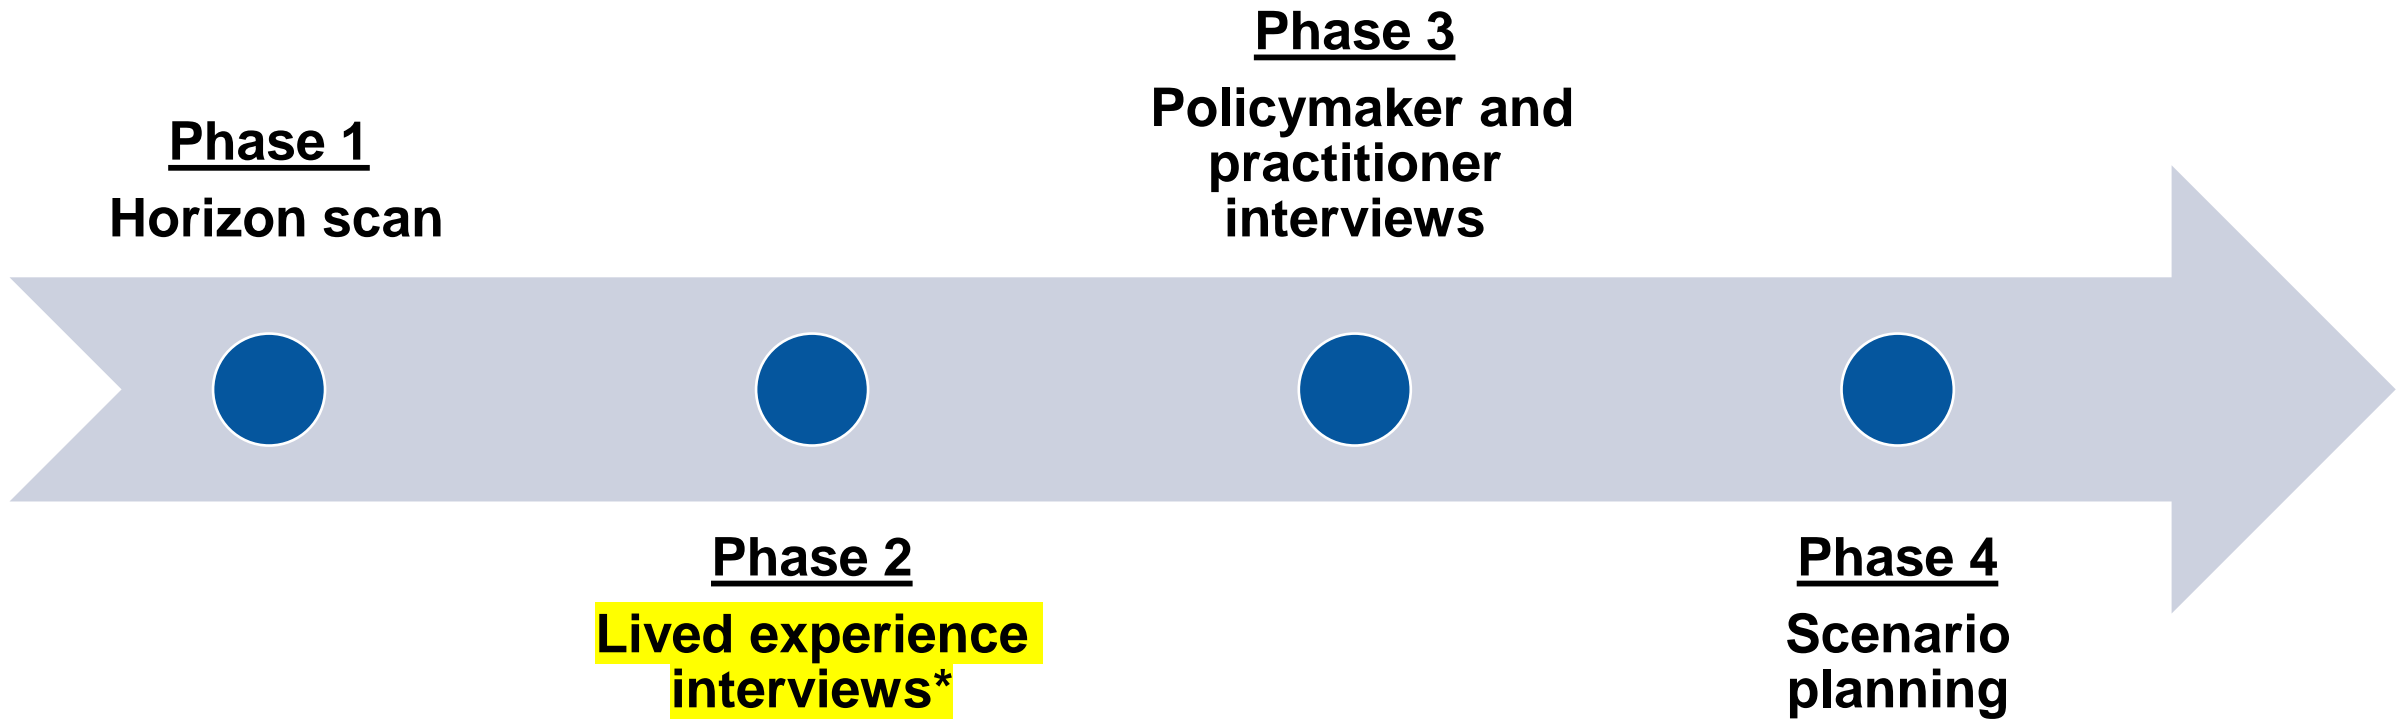 Phase 1
Horizon scan
Phase 2
Lived experience
interviews*
Phase 3
Policymaker and
practitioner
interviews
Phase 4
Scenario
planning